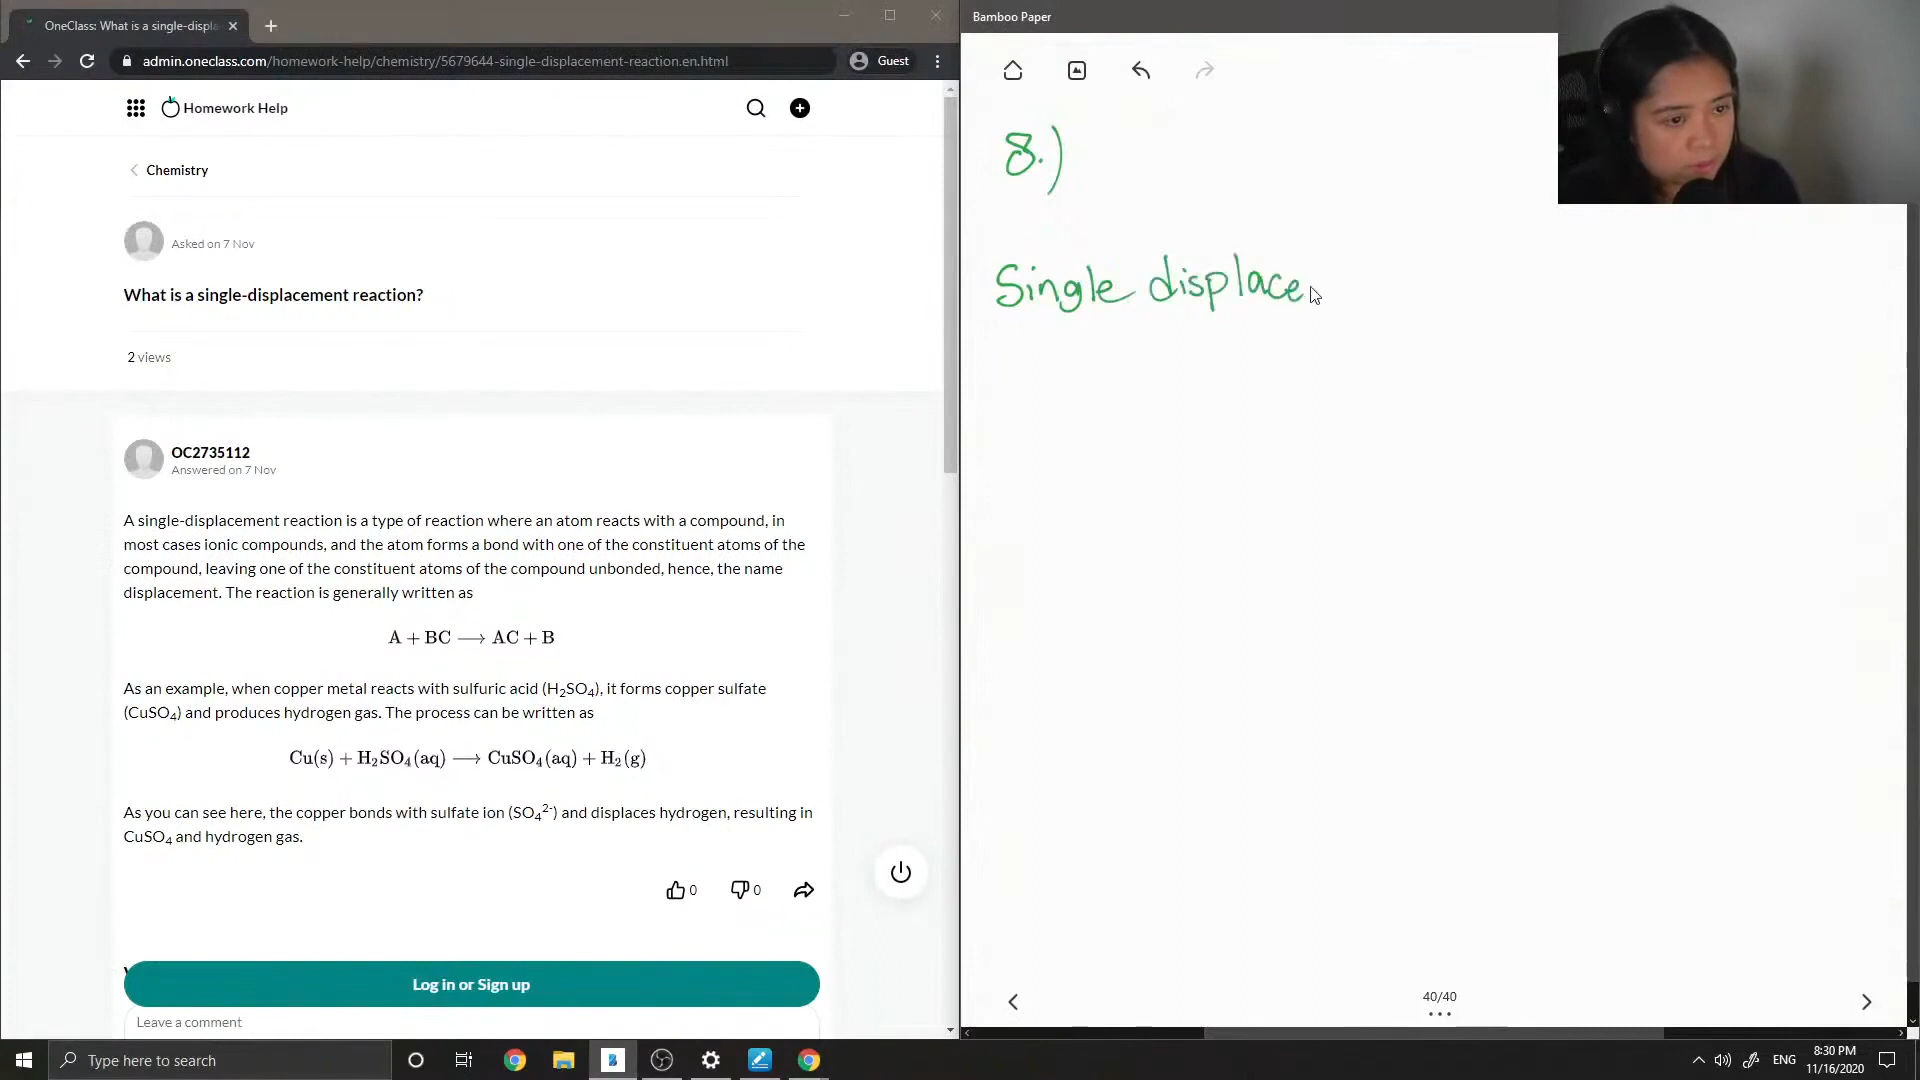 OneClass: What is a single-displa
Bamboo Paper
admin.oneclass.com/homework-help/chemistry/5679644-single-displacement-reaction.en.html
Guest
Homework Help
Chemistry
Asked on 7 Nov
What is a single-displacement reaction?
2 views
OC2735112
Answered on 7 Nov
A single-displacement reaction is a type of reaction where an atom reacts with a compound, in
most cases ionic compounds, and the atom forms a bond with one of the constituent atoms of the
compound, leaving one of the constituent atoms of the compound unbonded, hence, the name
displacement. The reaction is generally written as
A + BC ⟶ AC + B
As an example, when copper metal reacts with sulfuric acid (H₂SO₄), it forms copper sulfate
(CuSO₄) and produces hydrogen gas. The process can be written as
Cu(s) + H₂SO₄(aq) ⟶ CuSO₄(aq) + H₂(g)
As you can see here, the copper bonds with sulfate ion (SO₄²⁻) and displaces hydrogen, resulting in
CuSO₄ and hydrogen gas.
0
0
Log in or Sign up
Leave a comment
8.)
Single displace
40/40
Type here to search
ENG
8:30 PM
11/16/2020